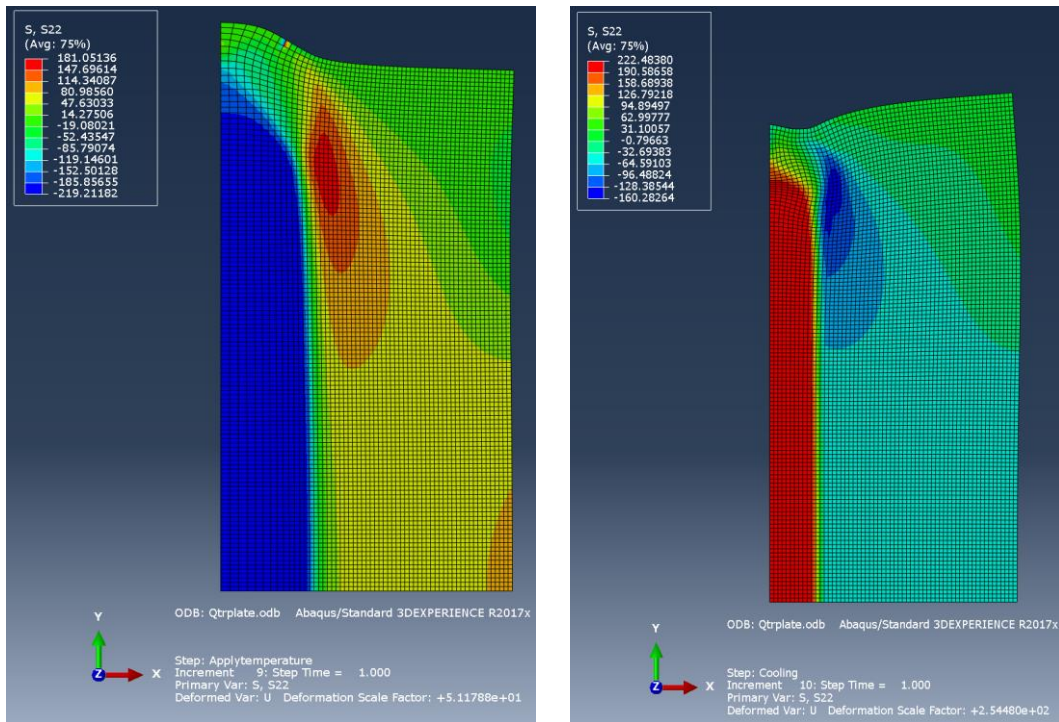 S, S22
(Avg: 75%)
181.05136
147.69614
114.34087
80.98560
47.63033
14.27506
-19.08021
-52.43547
-85.79074
-119.14601
-152.50128
-185.85655
-219.21182
Y
Z
X
ODB: Qtrplate.odb    Abaqus/Standard 3DEXPERIENCE R2017x
Step: Applytemperature
Increment      9: Step Time =    1.000
Primary Var: S, S22
Deformed Var: U   Deformation Scale Factor: +5.11788e+01
S, S22
(Avg: 75%)
222.48380
190.58658
158.68938
126.79218
94.89497
62.99777
31.10057
-0.79663
-32.69383
-64.59103
-96.48824
-128.38544
-160.28264
Y
Z
X
ODB: Qtrplate.odb    Abaqus/Standard 3DEXPERIENCE R2017x
Step: Cooling
Increment     10: Step Time =    1.000
Primary Var: S, S22
Deformed Var: U   Deformation Scale Factor: +2.54480e+02